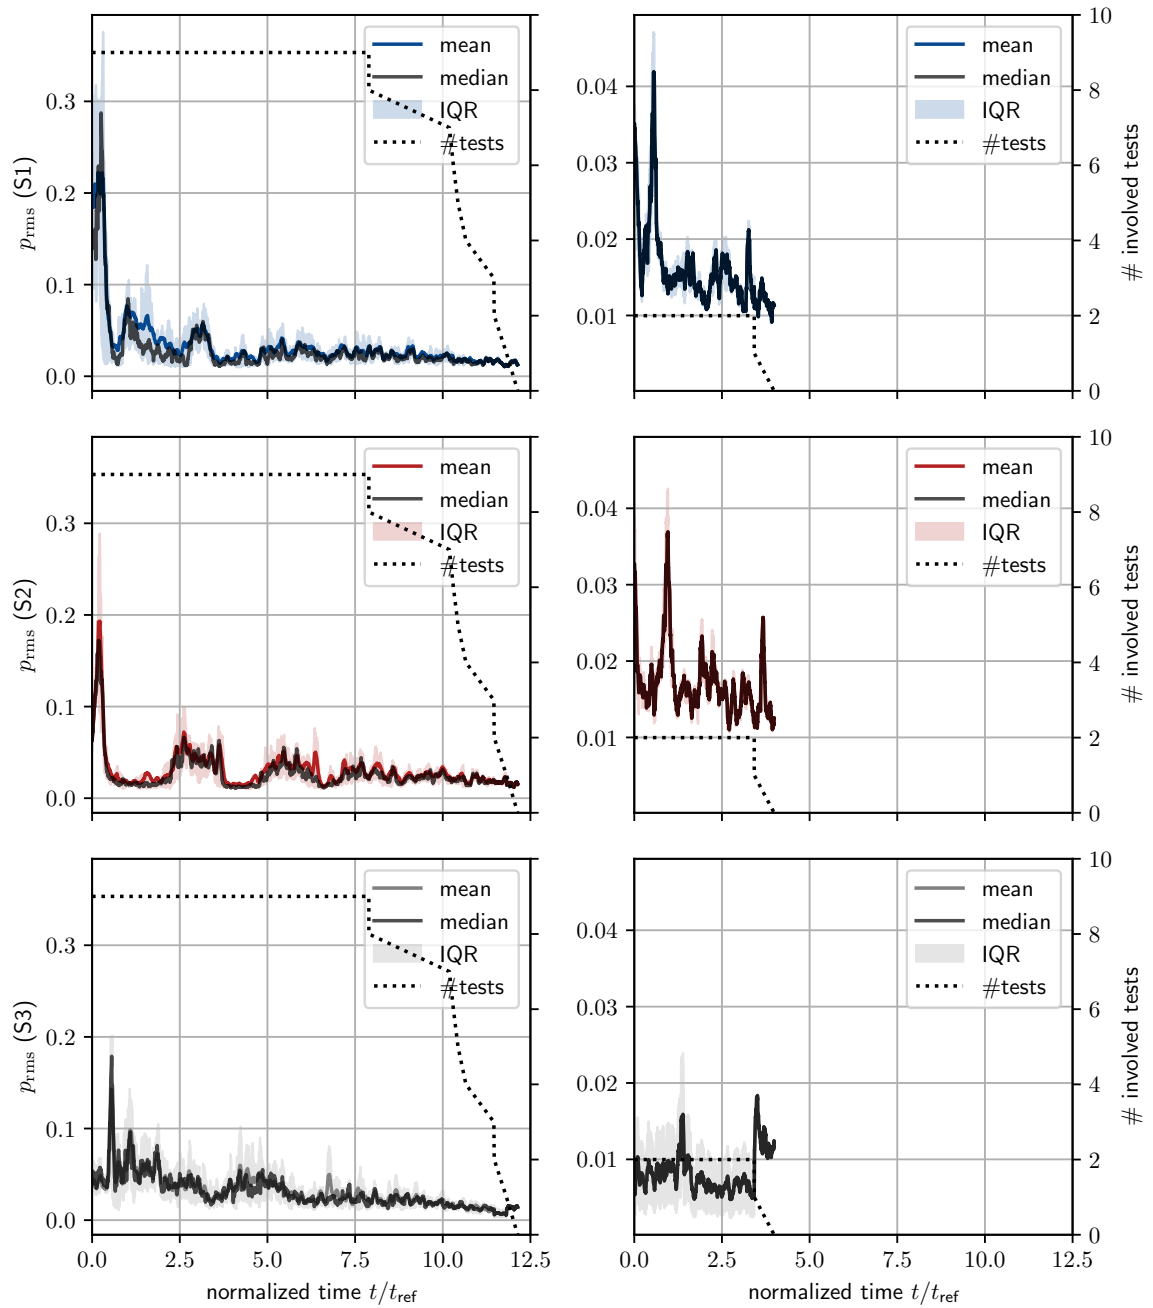 mean
median
IQR
#tests
0.3
0.2
0.1
0.0
p_rms (S1)
mean
median
IQR
#tests
0.04
0.03
0.02
0.01
10
8
6
4
2
0
# involved tests
mean
median
IQR
#tests
0.3
0.2
0.1
0.0
p_rms (S2)
mean
median
IQR
#tests
0.04
0.03
0.02
0.01
10
8
6
4
2
0
# involved tests
mean
median
IQR
#tests
0.3
0.2
0.1
0.0
p_rms (S3)
0.0 2.5 5.0 7.5 10.0 12.5
normalized time t/t_ref
mean
median
IQR
#tests
0.04
0.03
0.02
0.01
10
8
6
4
2
0
# involved tests
0.0 2.5 5.0 7.5 10.0 12.5
normalized time t/t_ref